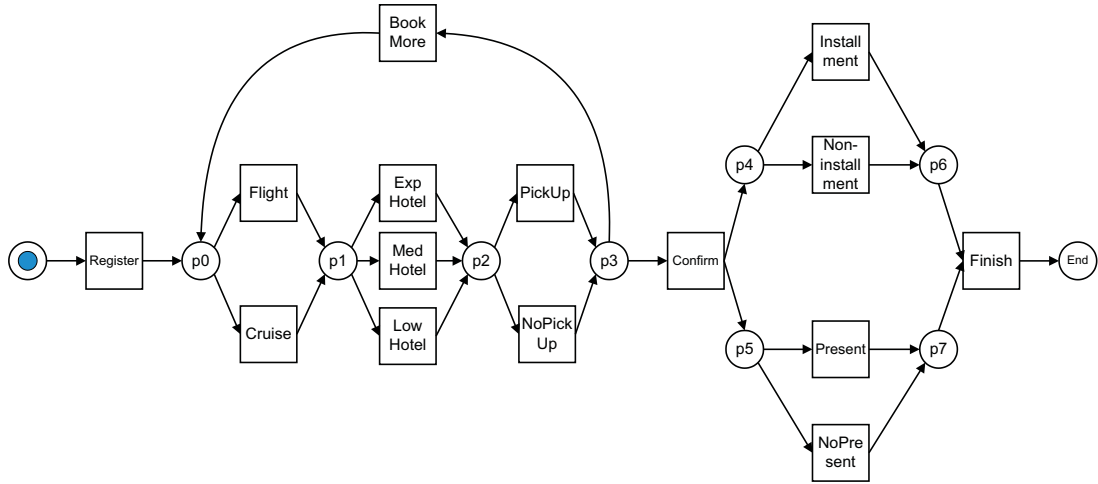 Book
More
Install
ment
p4
Non-
install
ment
p6
Flight
Exp
Hotel
PickUp
Register
p0
p1
Med
Hotel
p2
p3
Confirm
Finish
End
Cruise
Low
Hotel
NoPick
Up
p5
Present
p7
NoPre
sent